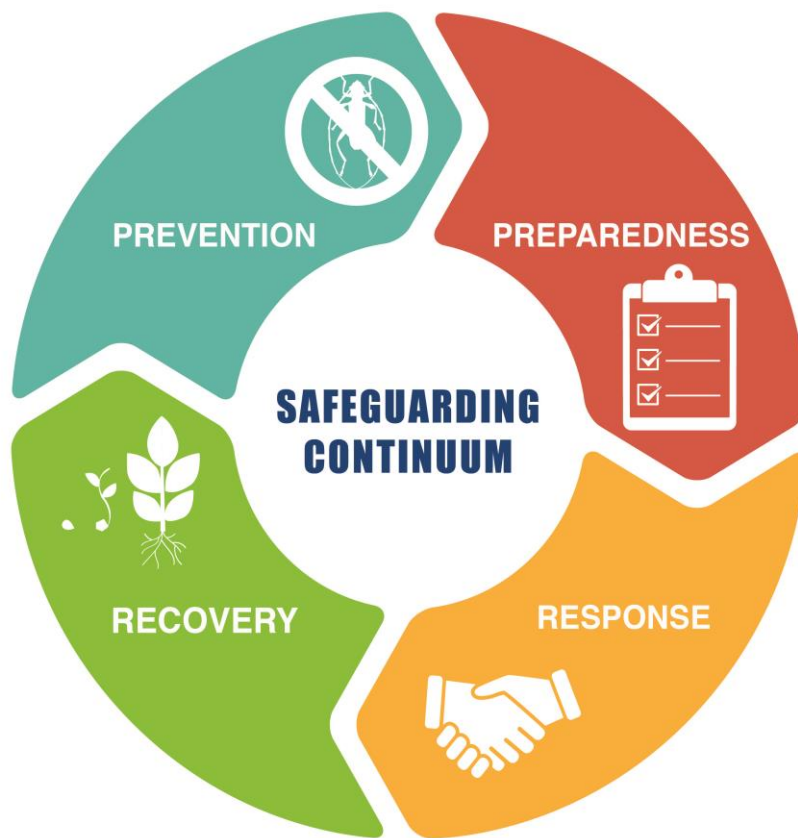 PREVENTION
PREPAREDNESS
SAFEGUARDING
CONTINUUM
RECOVERY
RESPONSE